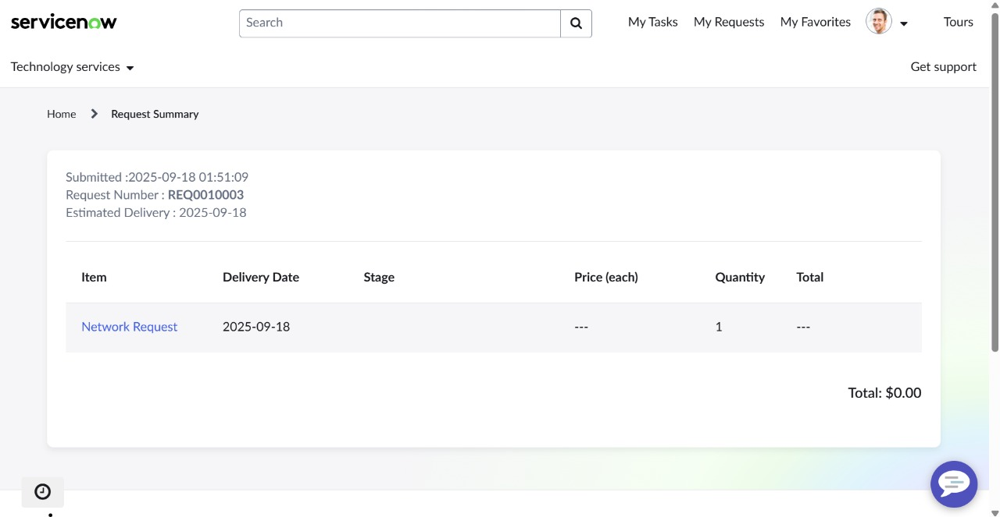 servicenow
Search
My Tasks
My Requests
My Favorites
Tours
Technology services
Get support
Home
Request Summary
Submitted :2025-09-18 01:51:09
Request Number : REQ0010003
Estimated Delivery : 2025-09-18
Item Delivery Date Stage Price (each) Quantity Total
Network Request 2025-09-18 --- 1 ---
Total: $0.00